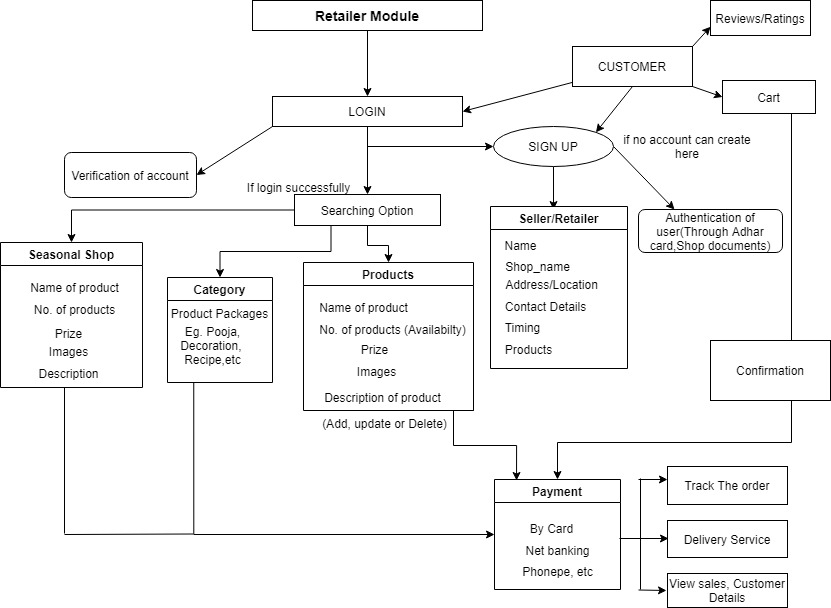 Retailer Module
Reviews/Ratings
CUSTOMER
Cart
LOGIN
SIGN UP
if no account can create
here
Verification of account
If login successfully
Searching Option
Seller/Retailer
Name
Shop_name
Address/Location
Contact Details
Timing
Products
Authentication of
user(Through Adhar
card,Shop documents)
Seasonal Shop
Name of product
No. of products
Prize
Images
Description
Category
Product Packages
Eg. Pooja,
Decoration,
Recipe,etc
Products
Name of product
No. of products (Availabilty)
Prize
Images
Description of product
(Add, update or Delete)
Confirmation
Payment
By Card
Net banking
Phonepe, etc
Track The order
Delivery Service
View sales, Customer
Details